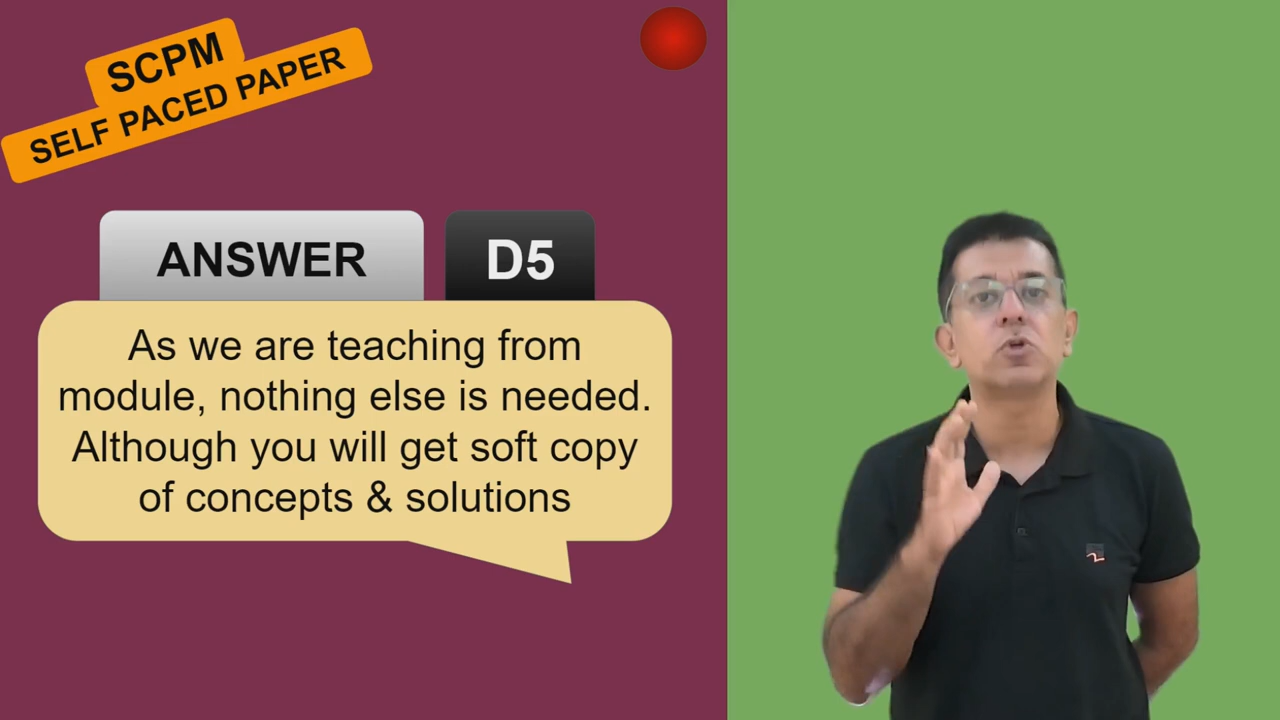 SCPM
SELF PACED PAPER
ANSWER
D5
As we are teaching from
module, nothing else is needed.
Although you will get soft copy
of concepts & solutions